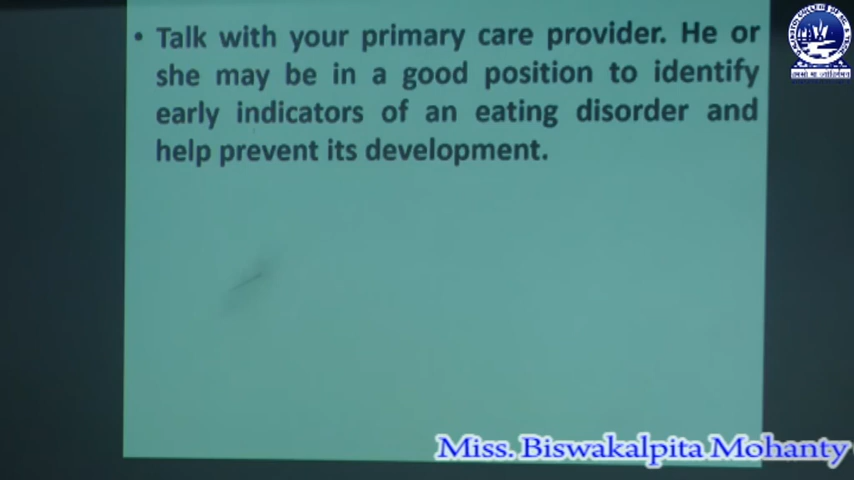 • Talk with your primary care provider. He or
she may be in a good position to identify
early indicators of an eating disorder and
help prevent its development.
Miss. Biswakalpita Mohanty